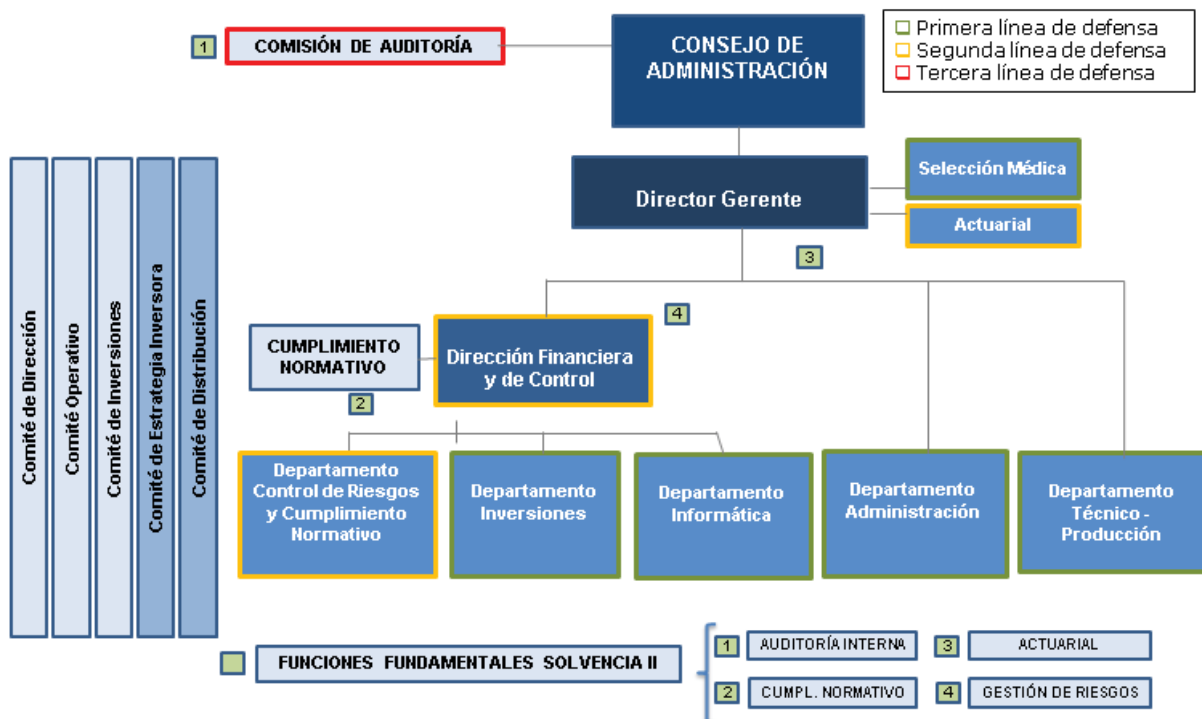 1
COMISIÓN DE AUDITORÍA
CONSEJO DE
ADMINISTRACIÓN
Primera línea de defensa
Segunda línea de defensa
Tercera línea de defensa
Director Gerente
Selección Médica
Actuarial
3
4
CUMPLIMIENTO
NORMATIVO
2
Dirección Financiera
y de Control
Comité de Dirección
Comité Operativo
Comité de Inversiones
Comité de Estrategia Inversora
Comité de Distribución
Departamento
Control de Riesgos
y Cumplimiento
Normativo
Departamento
Inversiones
Departamento
Informática
Departamento
Administración
Departamento
Técnico -
Producción
FUNCIONES FUNDAMENTALES SOLVENCIA II
1 AUDITORÍA INTERNA
3 ACTUARIAL
2 CUMPL. NORMATIVO
4 GESTIÓN DE RIESGOS